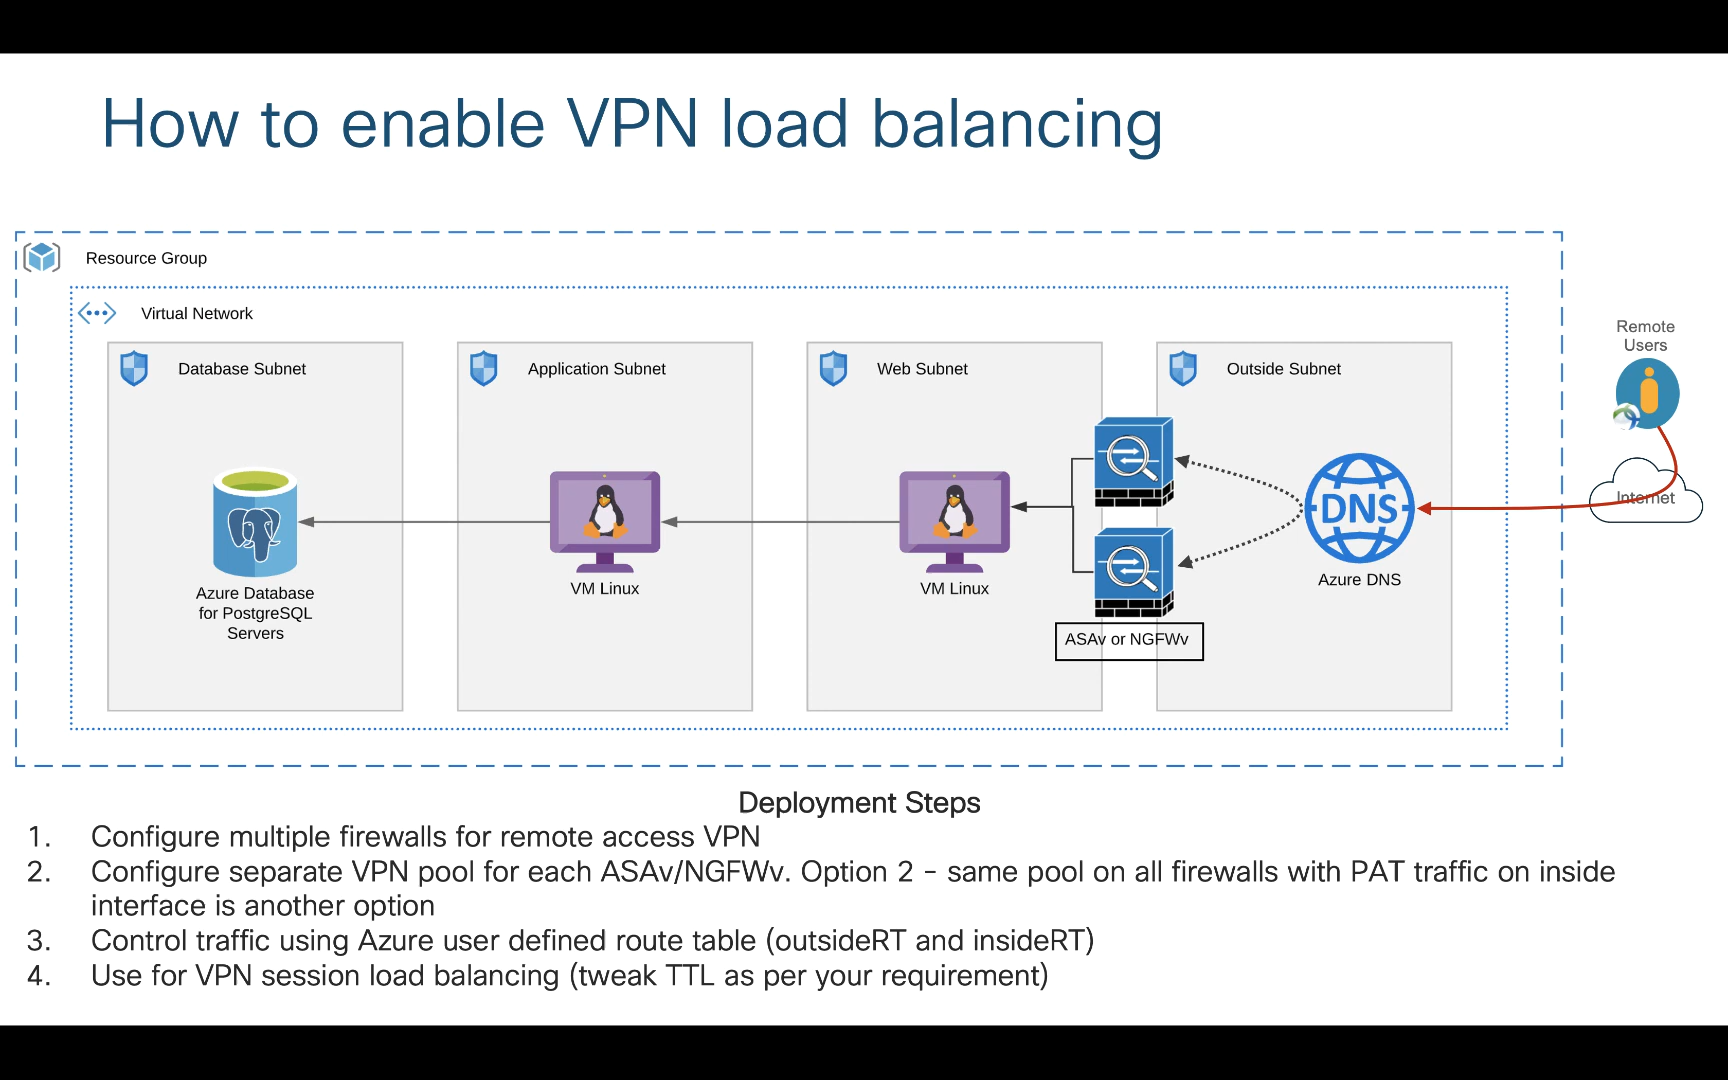 How to enable VPN load balancing
Resource Group
Virtual Network
Database Subnet
Application Subnet
Web Subnet
Outside Subnet
Remote
Users
Internet
DNS
Azure DNS
VM Linux
VM Linux
Azure Database
for PostgreSQL
Servers
ASAv or NGFWv
Deployment Steps
1. Configure multiple firewalls for remote access VPN
2. Configure separate VPN pool for each ASAv/NGFWv. Option 2 – same pool on all firewalls with PAT traffic on inside
interface is another option
3. Control traffic using Azure user defined route table (outsideRT and insideRT)
4. Use for VPN session load balancing (tweak TTL as per your requirement)